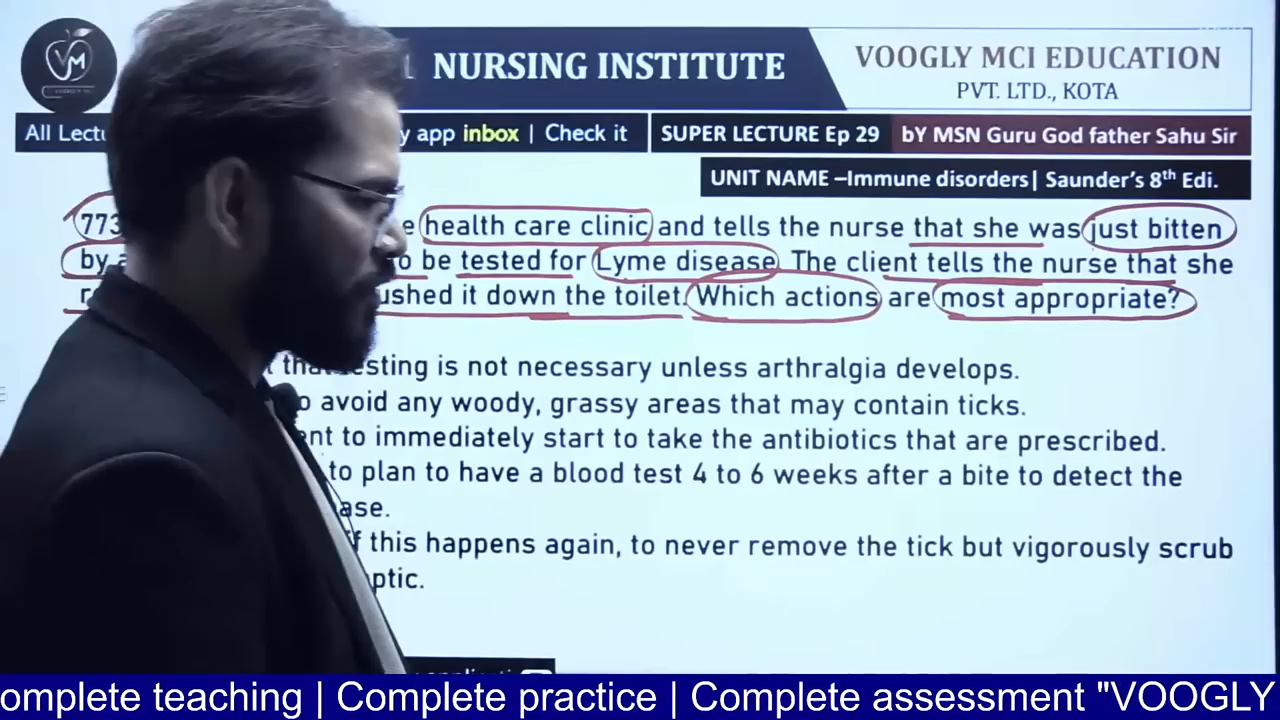 VM
NURSING INSTITUTE
VOOGLY MCI EDUCATION
PVT. LTD., KOTA
All app inbox | Check it
SUPER LECTURE Ep 29
bY MSN Guru God father Sahu Sir
UNIT NAME –Immune disorders| Saunder's 8th Edi.
773 health care clinic and tells the nurse that she was just bitten
by be tested for Lyme disease. The client tells the nurse that she
it down the toilet. Which actions are most appropriate?
is not necessary unless arthralgia develops.
avoid any woody, grassy areas that may contain ticks.
to immediately start to take the antibiotics that are prescribed.
to plan to have a blood test 4 to 6 weeks after a bite to detect the
this happens again, to never remove the tick but vigorously scrub
omplete teaching | Complete practice | Complete assessment "VOOGLY